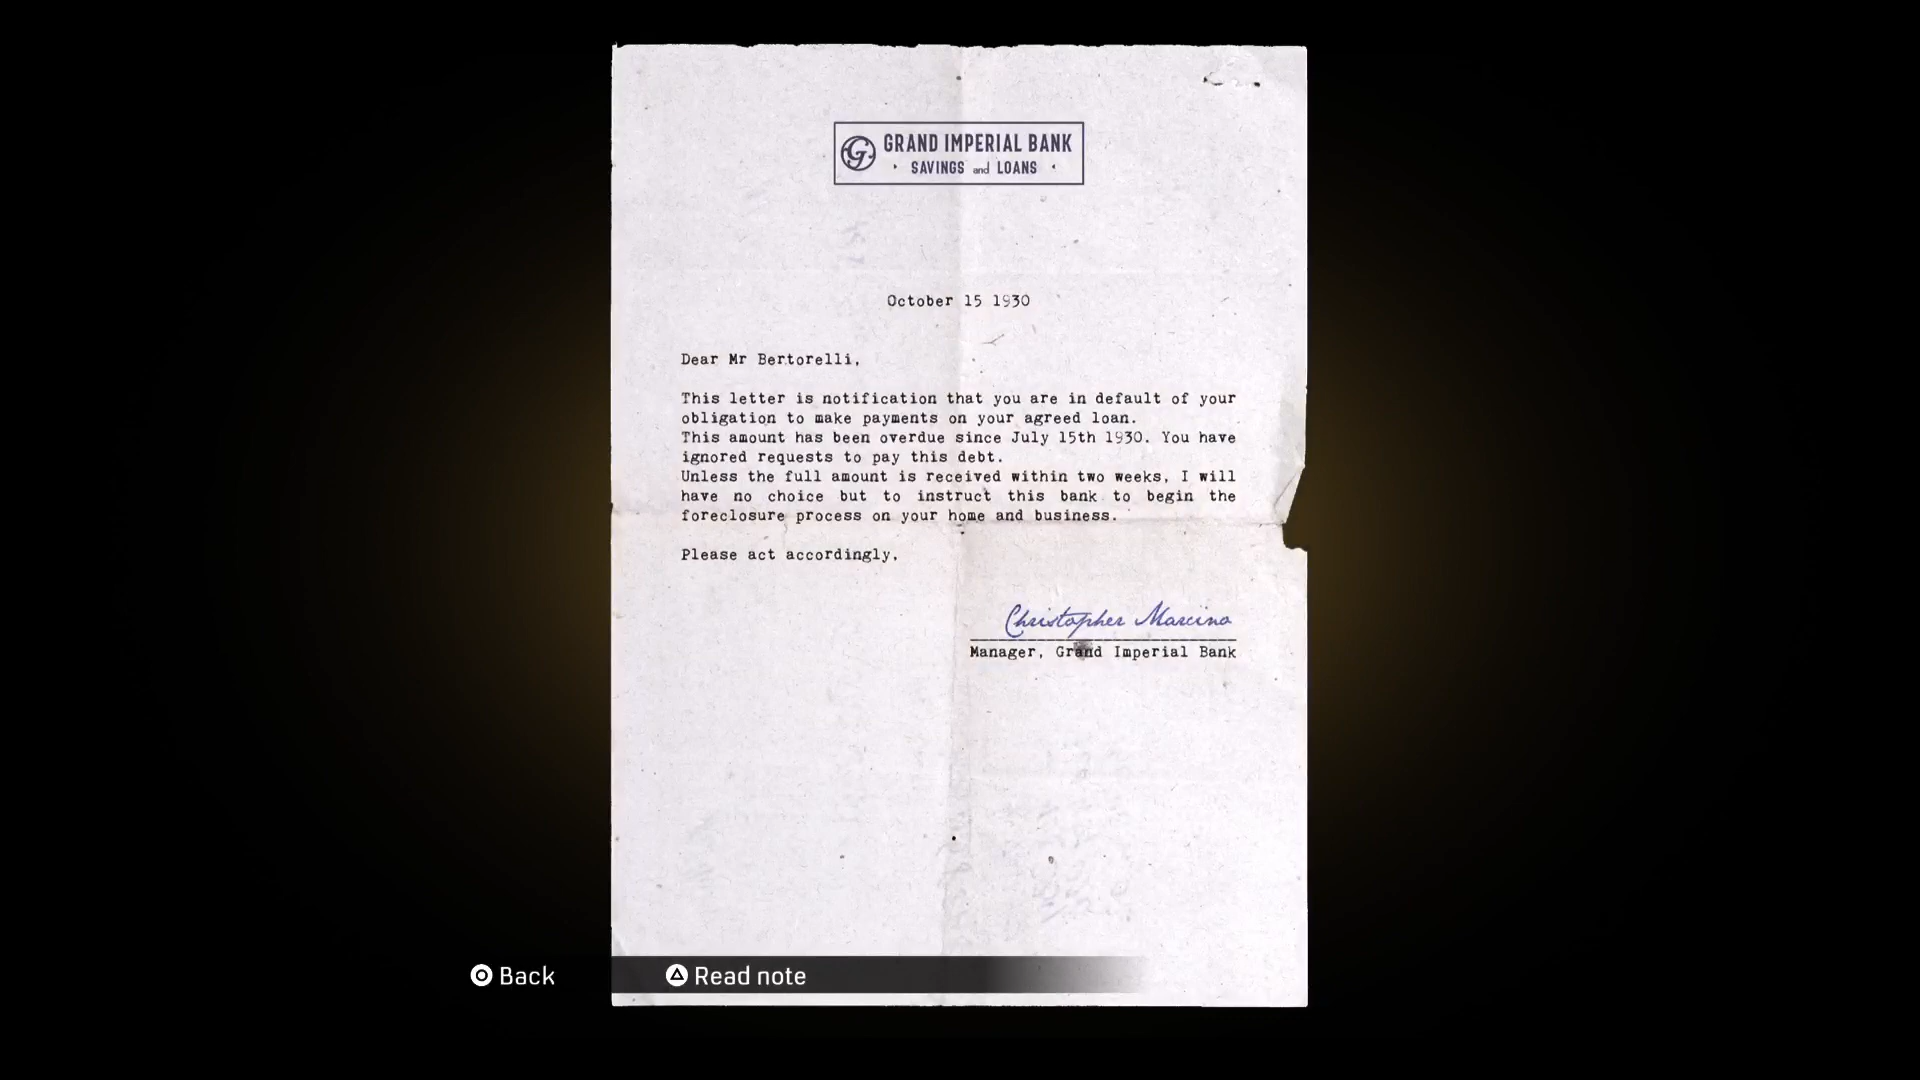 GRAND IMPERIAL BANK
SAVINGS and LOANS
October 15 1930
Dear Mr Bertorelli,
This letter is notification that you are in default of your
obligation to make payments on your agreed loan.
This amount has been overdue since July 15th 1930. You have
ignored requests to pay this debt.
Unless the full amount is received within two weeks, I will
have no choice but to instruct this bank to begin the
foreclosure process on your home and business.
Please act accordingly,
Christopher Marcino
Manager, Grand Imperial Bank
Back
Read note